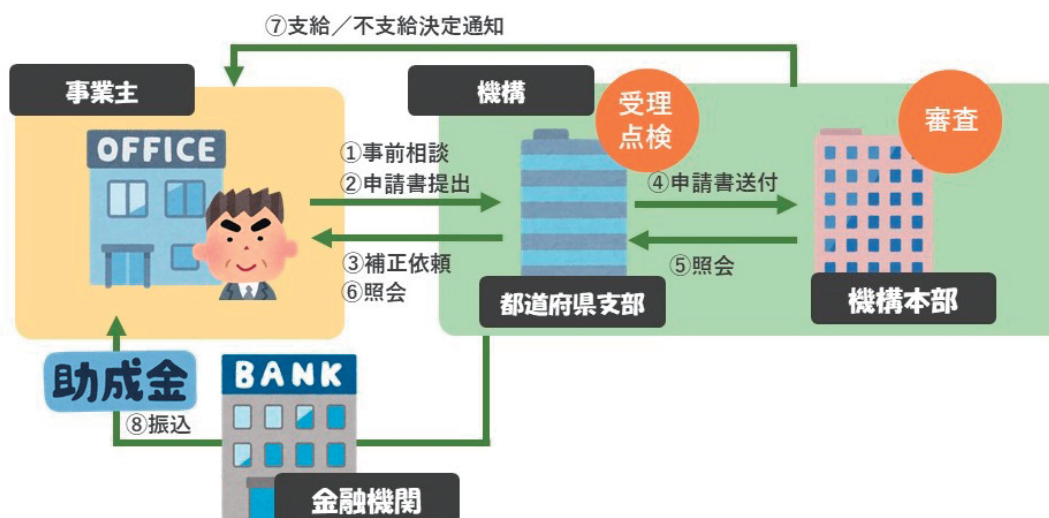 ⑦支給／不支給決定通知
事業主
機構
受理
点検
審査
OFFICE
①事前相談
②申請書提出
④申請書送付
③補正依頼
⑥照会
⑤照会
都道府県支部
機構本部
助成金
BANK
⑧振込
金融機関